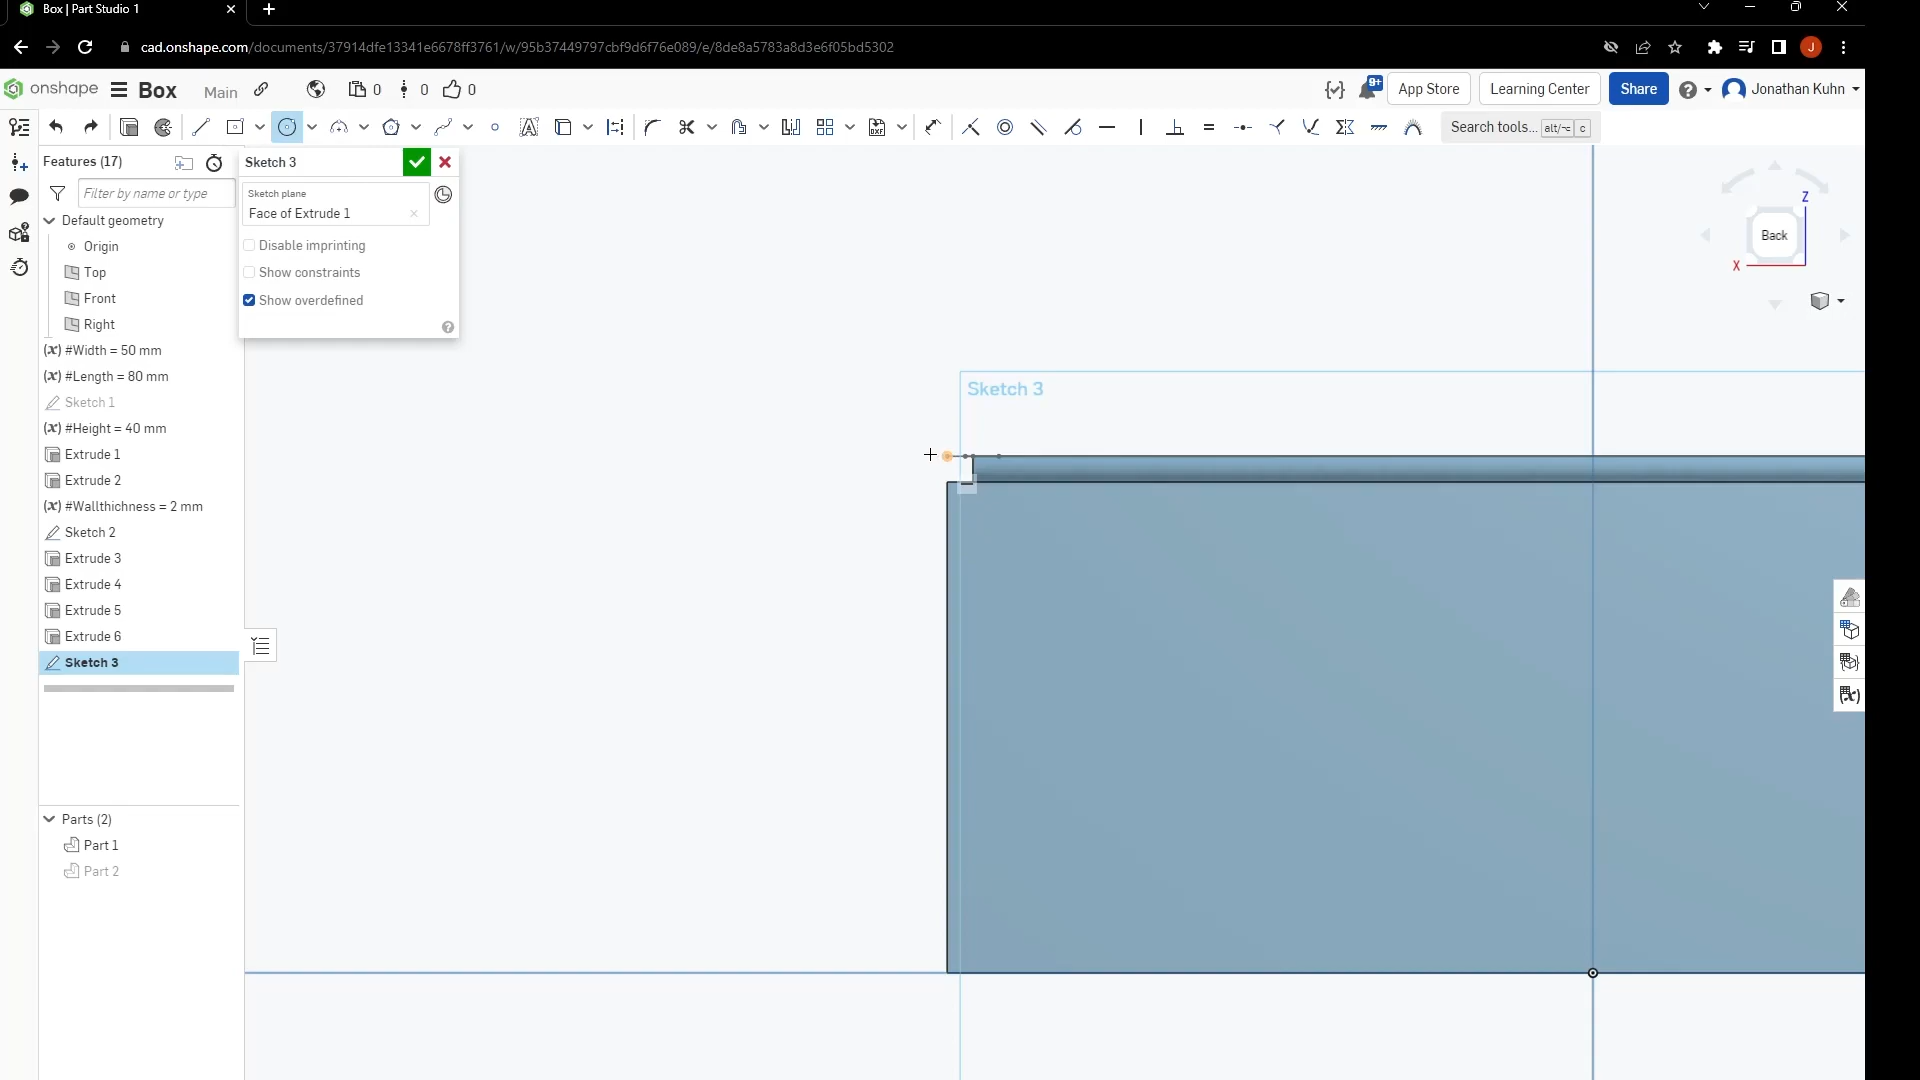 Box | Part Studio 1
cad.onshape.com/documents/37914dfe13341e6678ff3761/w/95b37449797cbf9d6f76e089/e/8de8a5783a8d3e6f05bd5302
J
onshape
Box
Main
0
0
0
9+
App Store
Learning Center
Share
Jonathan Kuhn
Search tools...
alt/⌥
c
Features (17)
Filter by name or type
Default geometry
Origin
Top
Front
Right
(x) #Width = 50 mm
(x) #Length = 80 mm
Sketch 1
(x) #Height = 40 mm
Extrude 1
Extrude 2
(x) #Wallthichness = 2 mm
Sketch 2
Extrude 3
Extrude 4
Extrude 5
Extrude 6
Sketch 3
Parts (2)
Part 1
Part 2
Sketch 3
Sketch plane
Face of Extrude 1
Disable imprinting
Show constraints
Show overdefined
Sketch 3
Z
Back
X
(x)